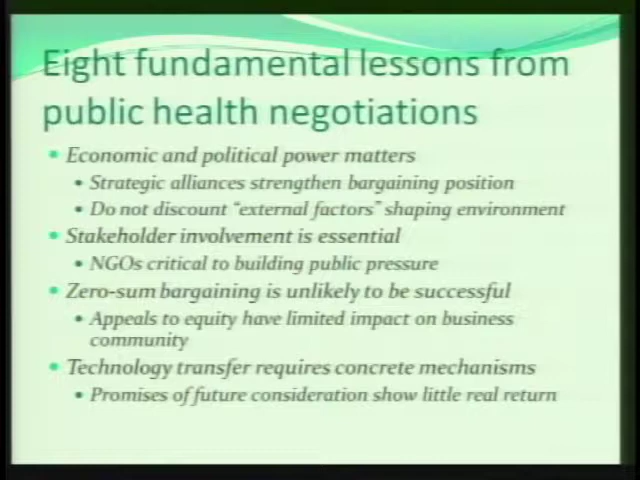 Eight fundamental lessons from
public health negotiations
• Economic and political power matters
• Strategic alliances strengthen bargaining position
• Do not discount "external factors" shaping environment
• Stakeholder involvement is essential
• NGOs critical to building public pressure
• Zero-sum bargaining is unlikely to be successful
• Appeals to equity have limited impact on business
community
• Technology transfer requires concrete mechanisms
• Promises of future consideration show little real return